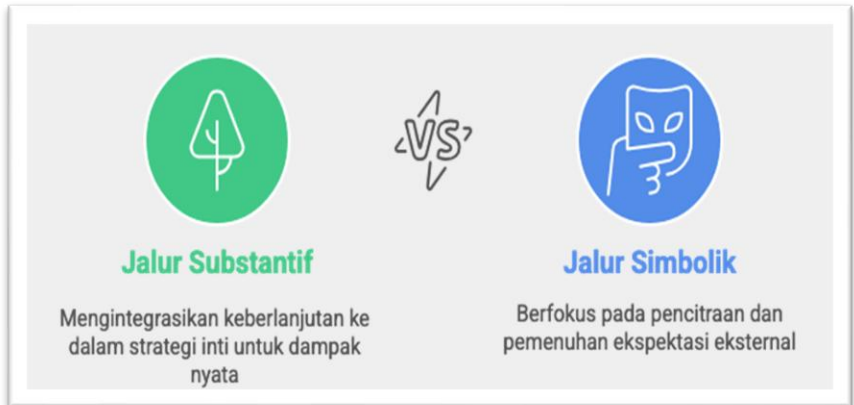 VS
Jalur Substantif
Mengintegrasikan keberlanjutan ke
dalam strategi inti untuk dampak
nyata
Jalur Simbolik
Berfokus pada pencitraan dan
pemenuhan ekspektasi eksternal